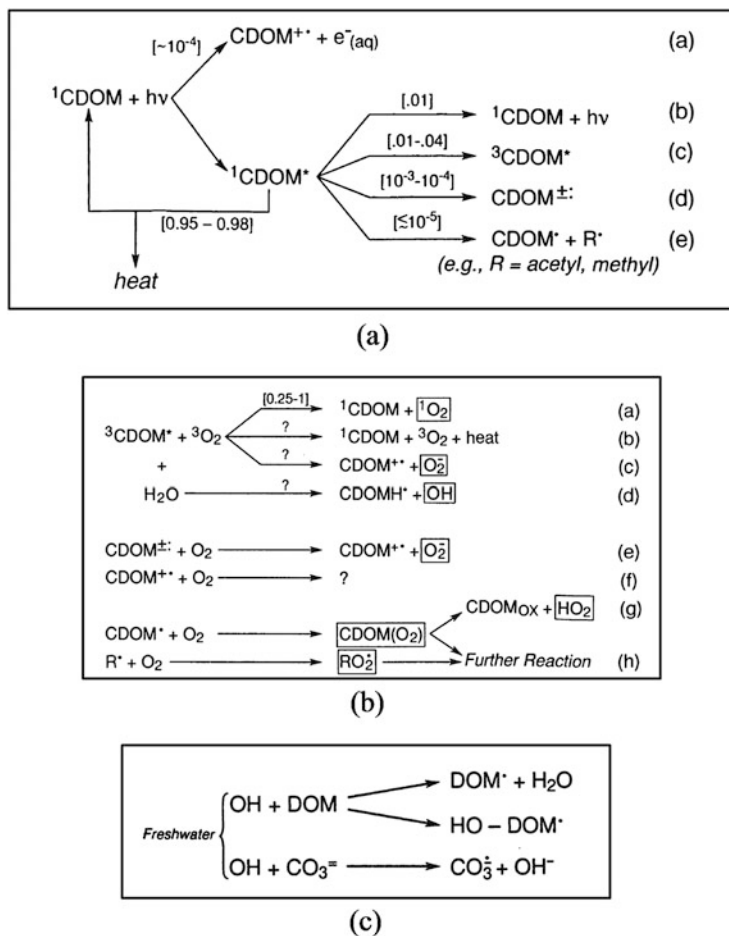 [~10⁻⁴] CDOM⁺• + e⁻(aq) (a)
¹CDOM + hν
[.01] ¹CDOM + hν (b)
[.01-.04] ³CDOM* (c)
¹CDOM*
[10⁻³-10⁻⁴] CDOM±: (d)
[0.95 – 0.98]
[≲10⁻⁵] CDOM• + R• (e)
(e.g., R = acetyl, methyl)
heat
(a)
[0.25-1] ¹CDOM + ¹O₂ (a)
³CDOM* + ³O₂ ? ¹CDOM + ³O₂ + heat (b)
? CDOM⁺• + O₂⁻ (c)
+
H₂O ? CDOMH• + OH (d)
CDOM±: + O₂ CDOM⁺• + O₂⁻ (e)
CDOM⁺• + O₂ ? (f)
CDOMOX + HO₂ (g)
CDOM• + O₂ CDOM(O₂)
R• + O₂ RO₂• Further Reaction (h)
(b)
DOM• + H₂O
OH + DOM
Freshwater
HO – DOM•
OH + CO₃⁼ CO₃•⁻ + OH⁻
(c)